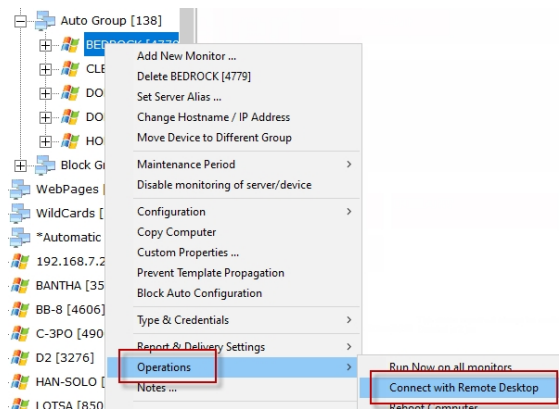 Auto Group [138]
BEDROCK [4779]
CLE
DO
DO
HO
Block Gr
WebPages [
WildCards [
*Automatic
192.168.7.2
BANTHA [35
BB-8 [4606]
C-3PO [490
D2 [3276]
HAN-SOLO [
LOTSA [850
Add New Monitor ...
Delete BEDROCK [4779]
Set Server Alias ...
Change Hostname / IP Address
Move Device to Different Group
Maintenance Period
Disable monitoring of server/device
Configuration
Copy Computer
Custom Properties ...
Prevent Template Propagation
Block Auto Configuration
Type & Credentials
Report & Delivery Settings
Operations
Notes ...
Run Now on all monitors
Connect with Remote Desktop
Reboot Computer